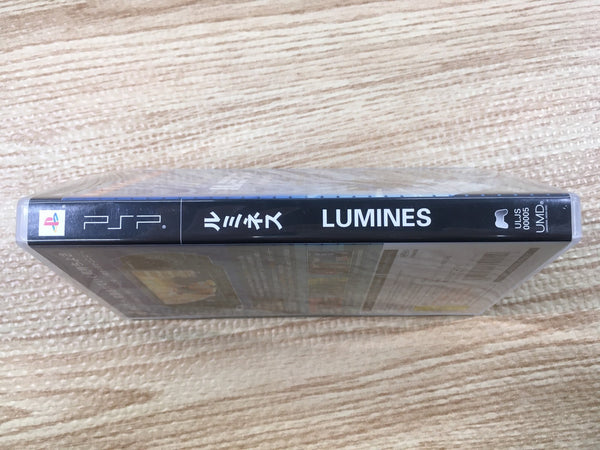 PSP
ルミネス
LUMINES
ULJS
00005
UMD